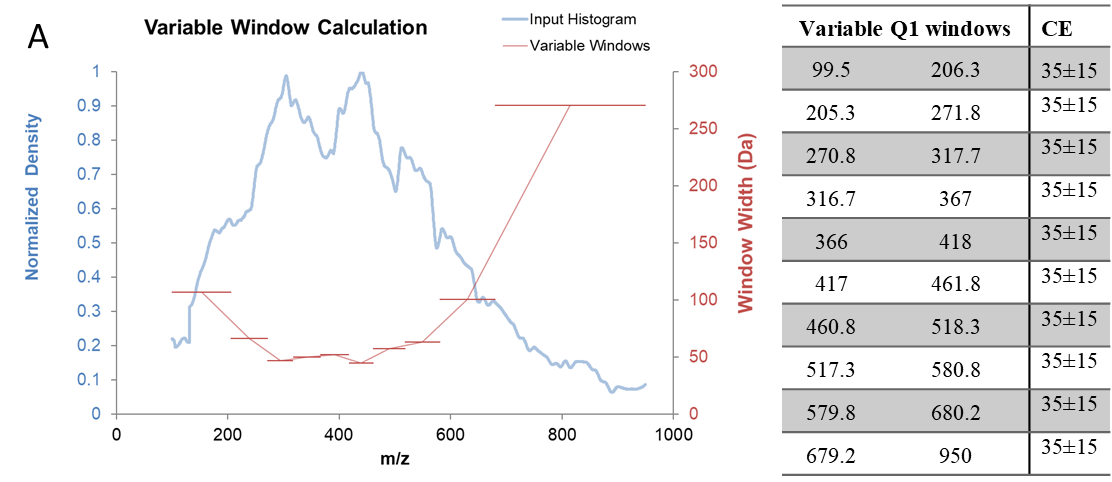 A
Variable Window Calculation
Input Histogram
Variable Windows
Normalized Density
1
0.9
0.8
0.7
0.6
0.5
0.4
0.3
0.2
0.1
0
0 200 400 600 800 1000
m/z
300
250
200
150
100
50
0
Window Width (Da)
Variable Q1 windows CE
99.5 206.3 35±15
205.3 271.8 35±15
270.8 317.7 35±15
316.7 367 35±15
366 418 35±15
417 461.8 35±15
460.8 518.3 35±15
517.3 580.8 35±15
579.8 680.2 35±15
679.2 950 35±15